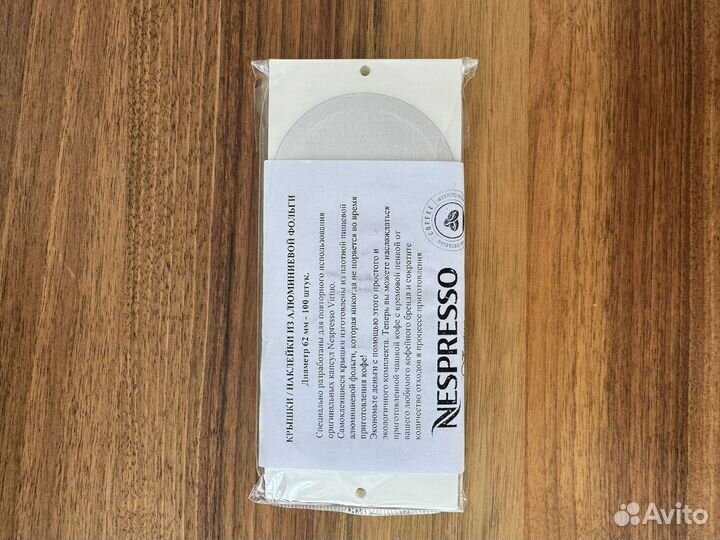 КРЫШКИ / НАКЛЕЙКИ ИЗ АЛЮМИНИЕВОЙ ФОЛЬГИ
Диаметр 62 мм - 100 штук.
Специально разработаны для повторного использования
оригинальных капсул Nespresso Virtuo.
Самоклеящиеся крышки изготовлены из плотной пищевой
алюминиевой фольги, которая никогда не порвется во время
приготовления кофе!
Экономьте деньги с помощью этого простого и
экологичного комплекта. Теперь вы можете наслаждаться
приготовленной чашкой кофе с кремовой пенкой от
вашего любимого кофейного бренда и сократите
количество отходов в процессе приготовления
NESPRESSO
COFFEE
Avito